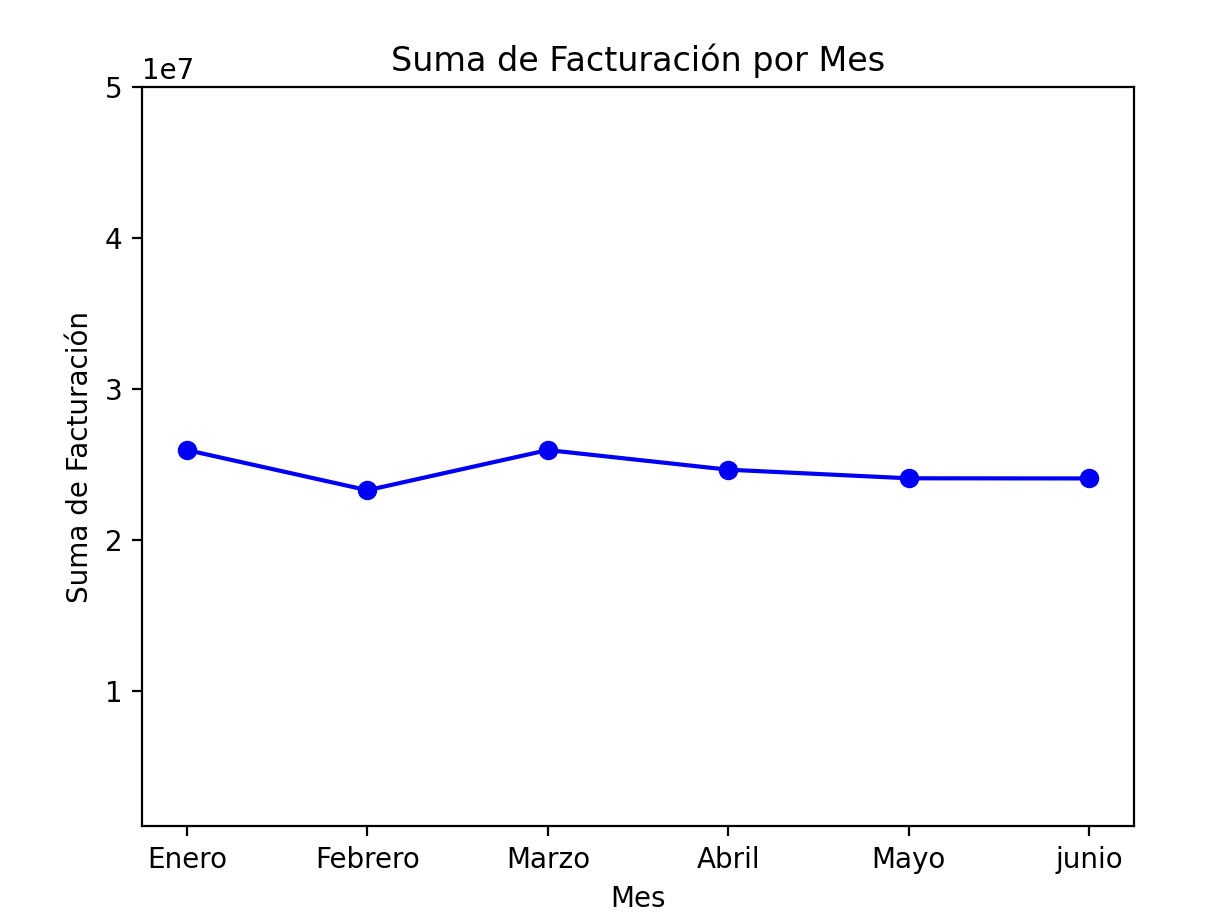 Suma de Facturación por Mes
1e7
5
4
3
2
1
Suma de Facturación
Enero Febrero Marzo Abril Mayo junio
Mes